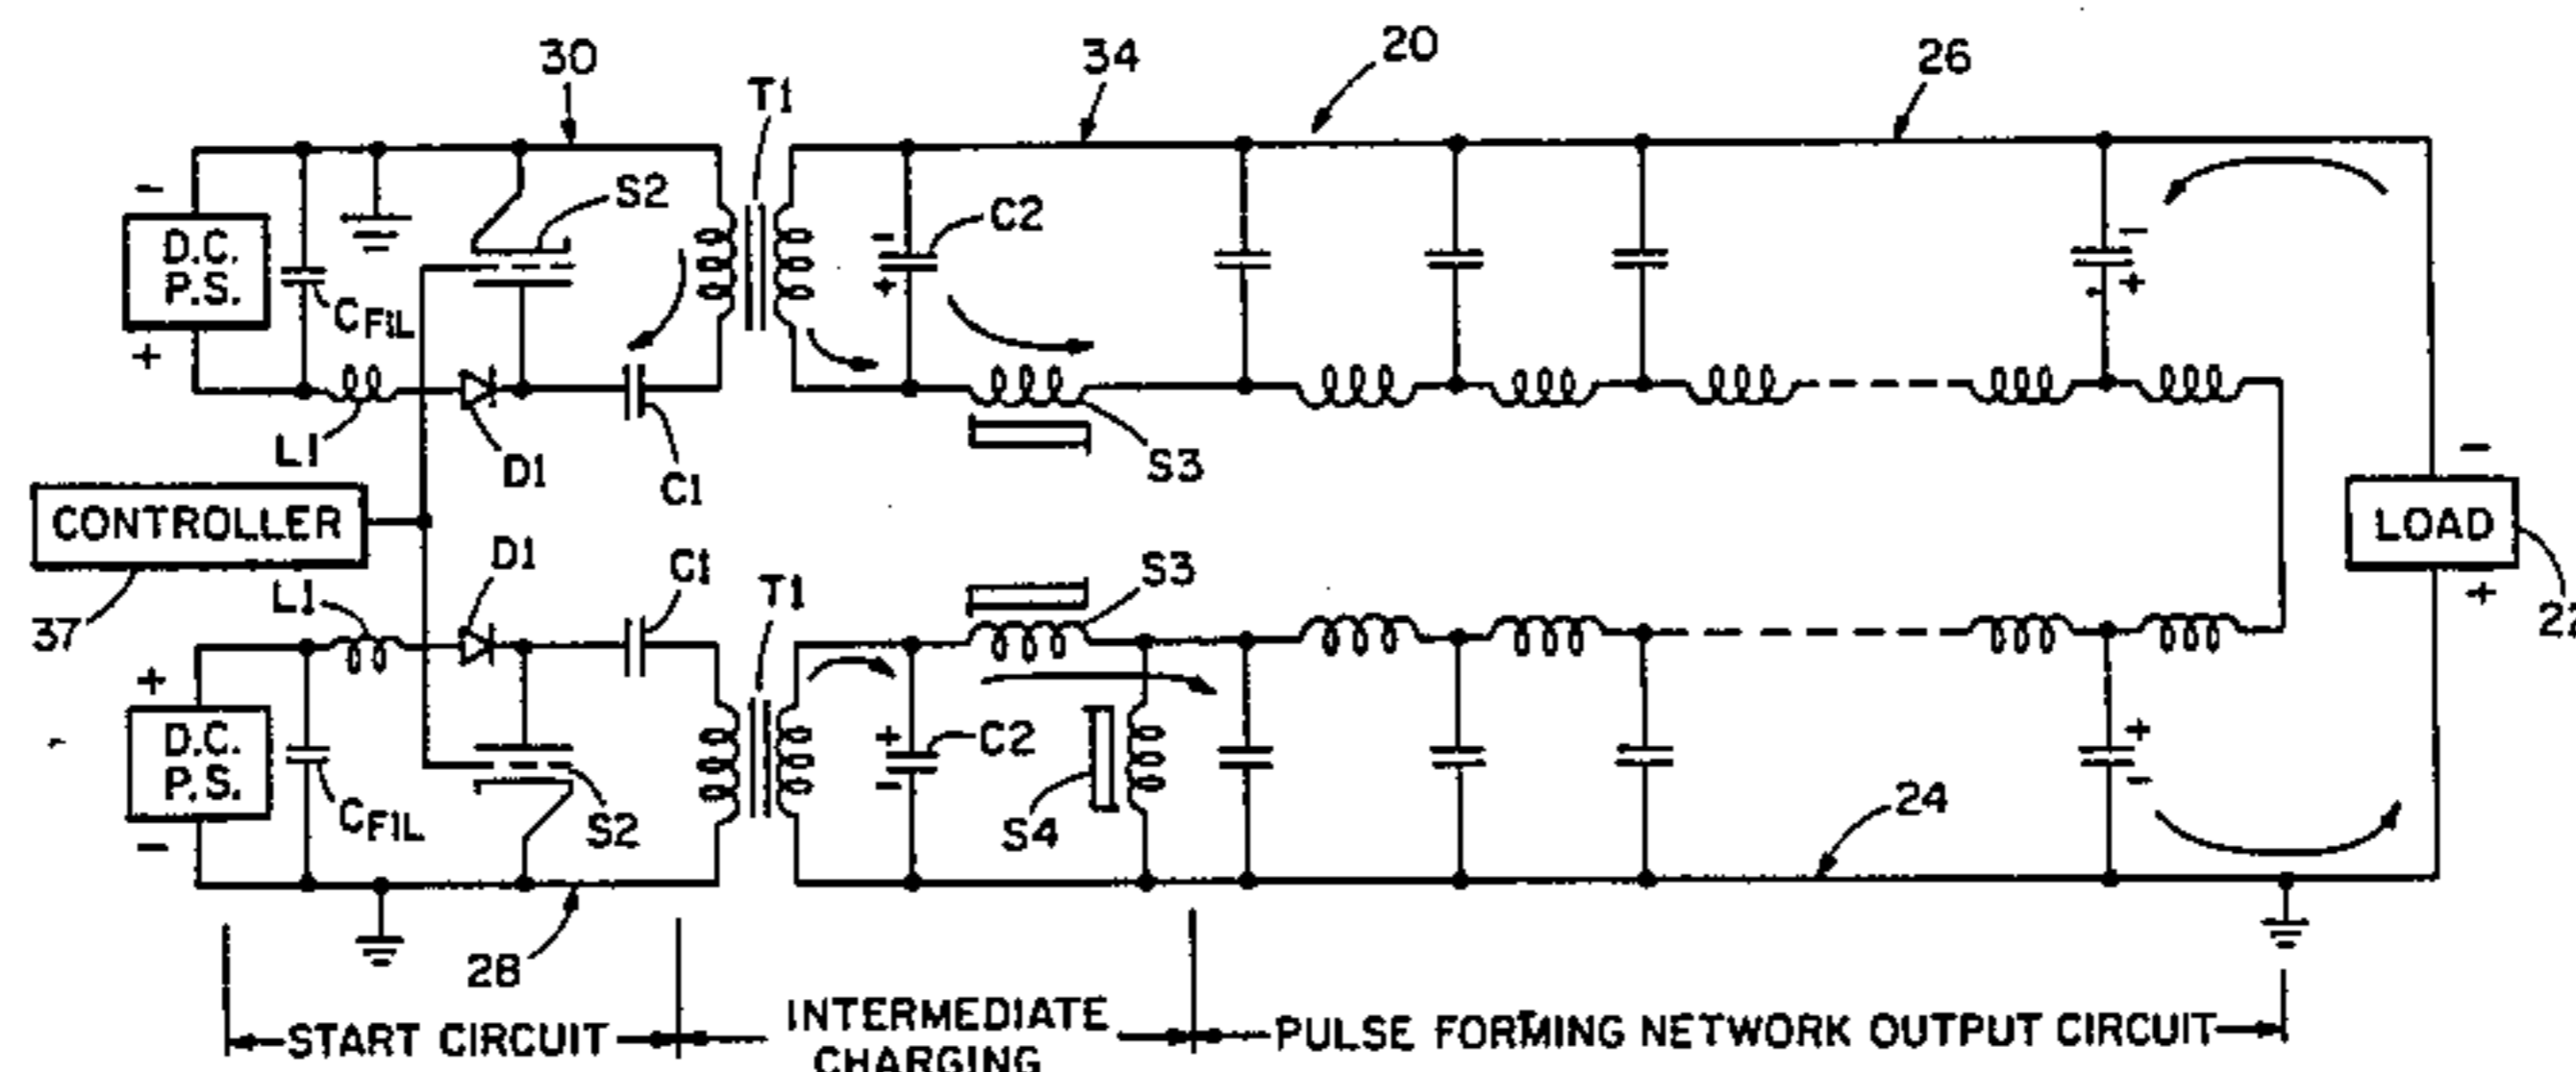 30
T1
34
20
26
S2
C2
-
D.C.
P.S.
+
CFIL
-
+
-
+
L1
D1
C1
S3
-
CONTROLLER
LOAD
37
L1
D1
C1
T1
S3
+
22
+
D.C.
P.S.
-
CFIL
S2
+
-
C2
S4
+
-
24
28
START CIRCUIT
INTERMEDIATE
CHARGING
PULSE FORMING NETWORK OUTPUT CIRCUIT